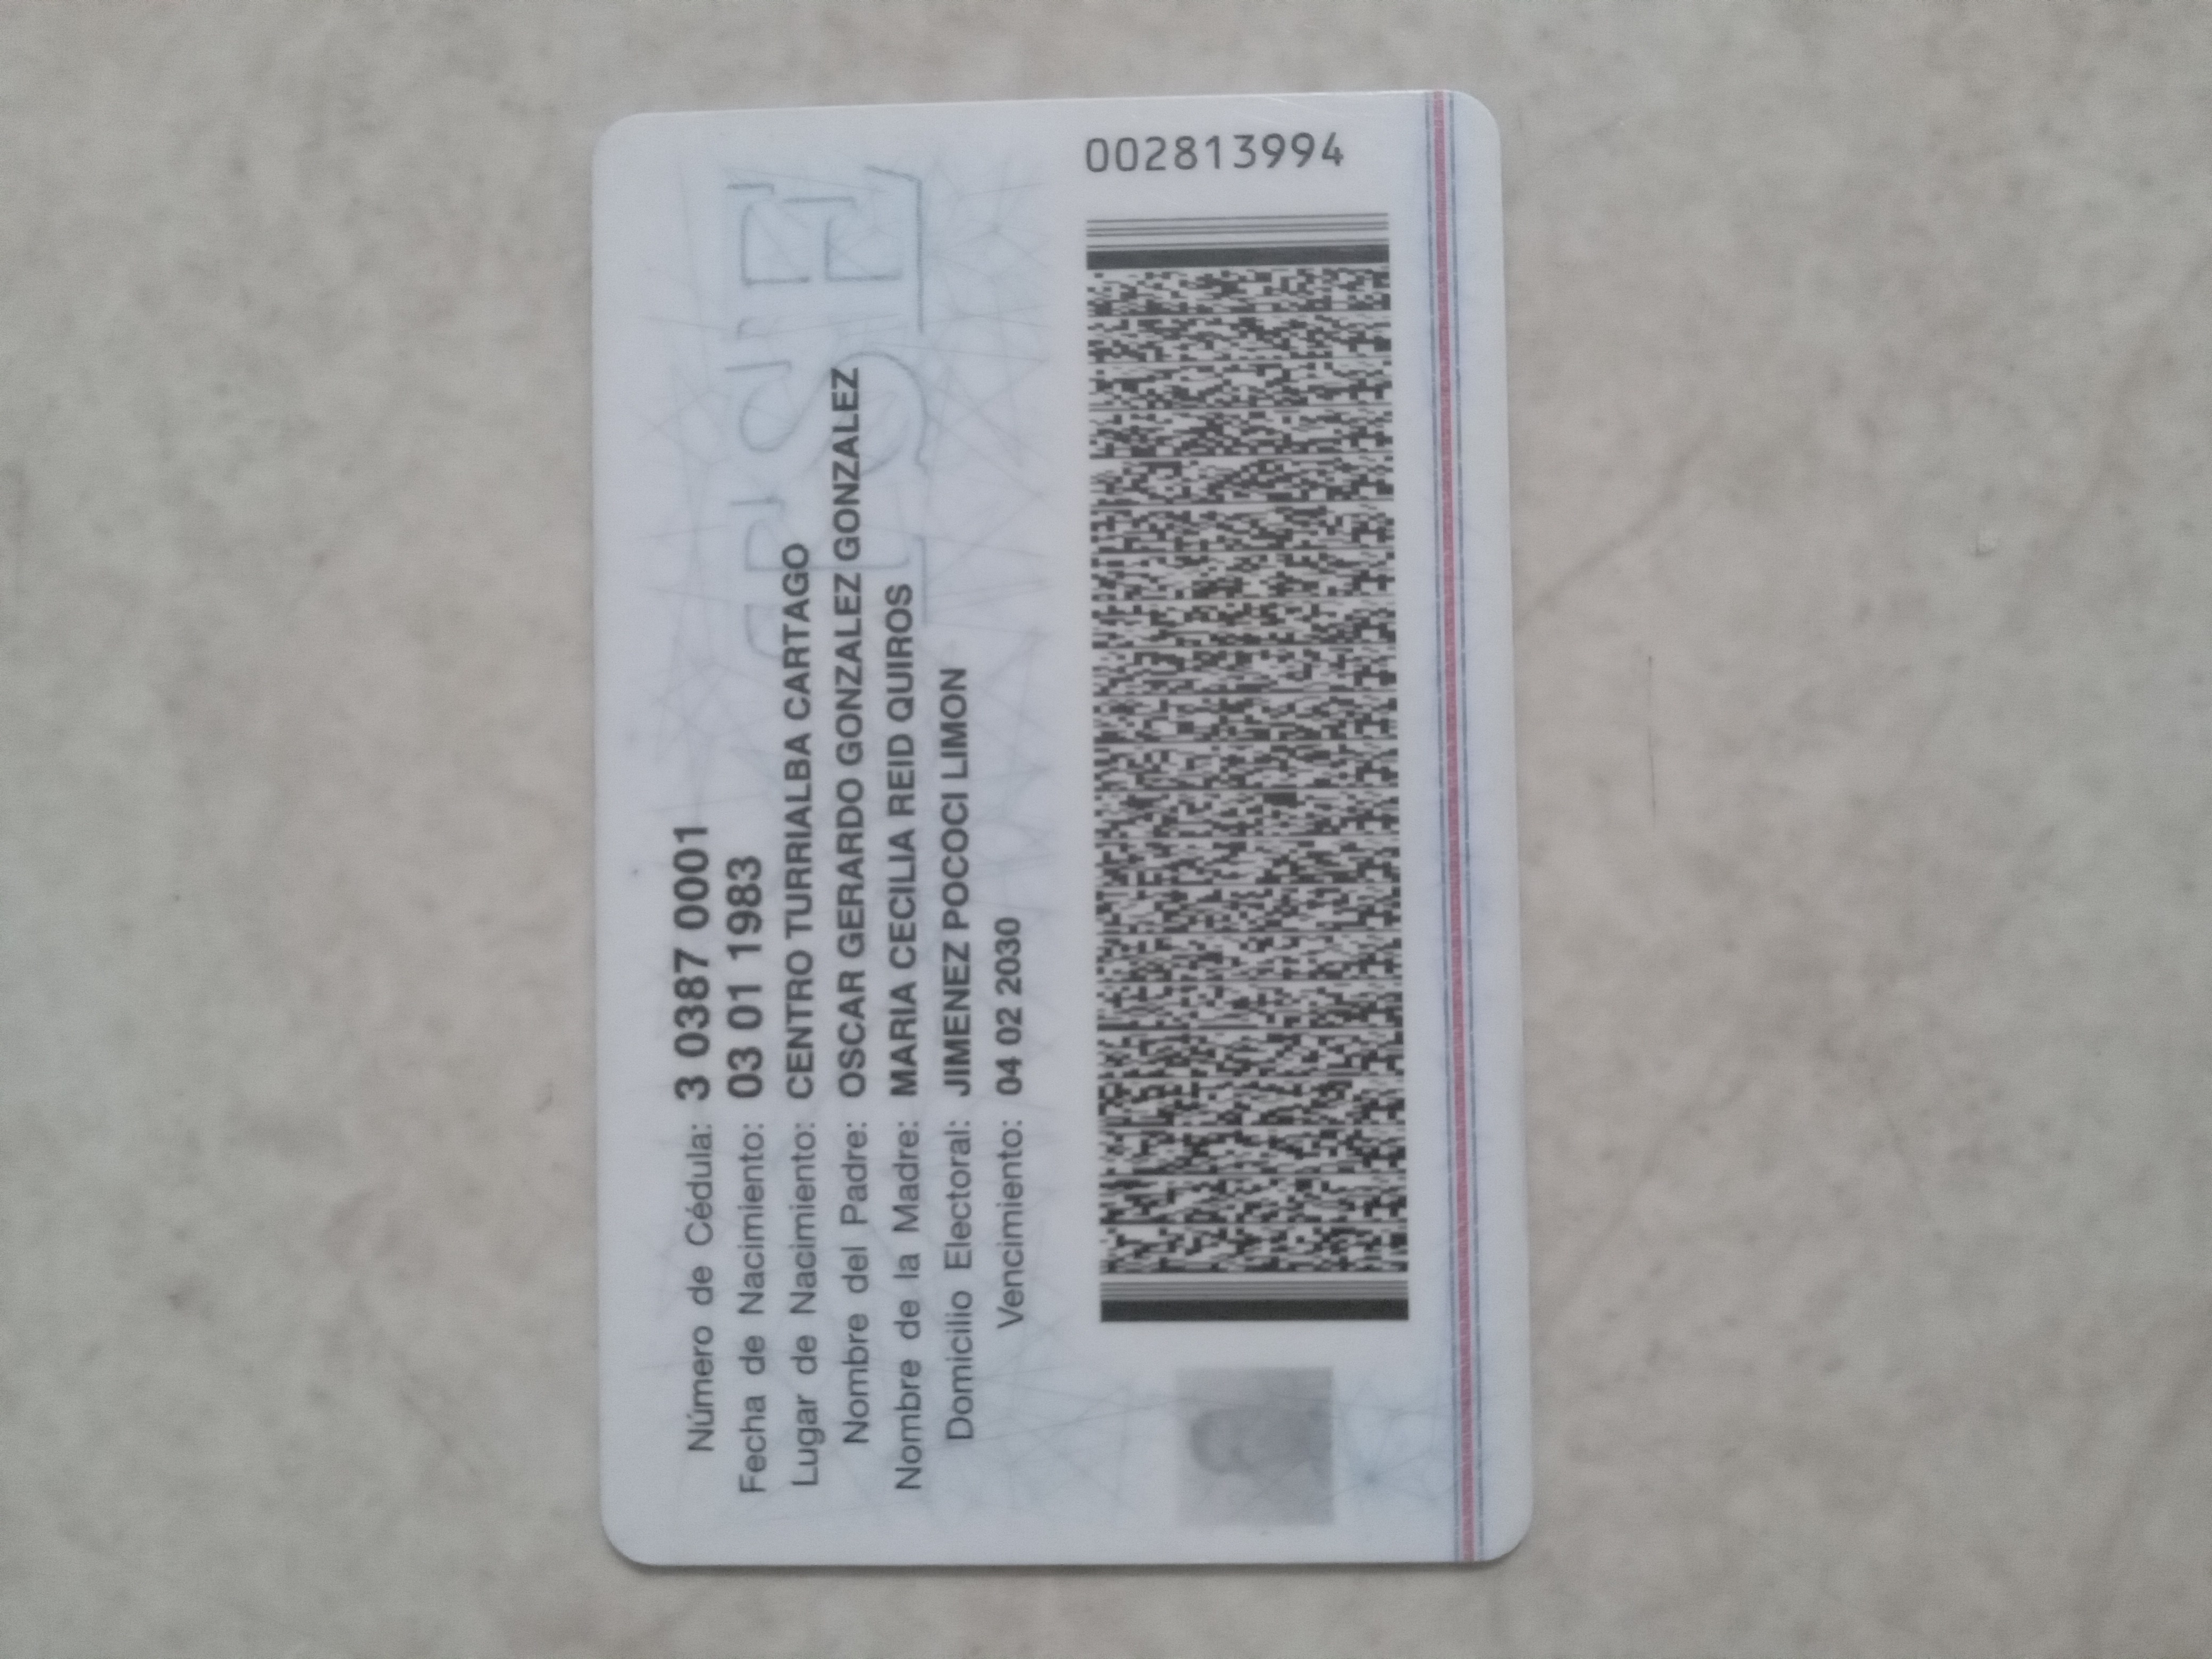 Número de Cédula: 3 0387 0001
Fecha de Nacimiento: 03 01 1983
Lugar de Nacimiento: CENTRO TURRIALBA CARTAGO
Nombre del Padre: OSCAR GERARDO GONZALEZ GONZALEZ
Nombre de la Madre: MARIA CECILIA REID QUIROS
Domicilio Electoral: JIMENEZ POCOCI LIMON
Vencimiento: 04 02 2030
002813994